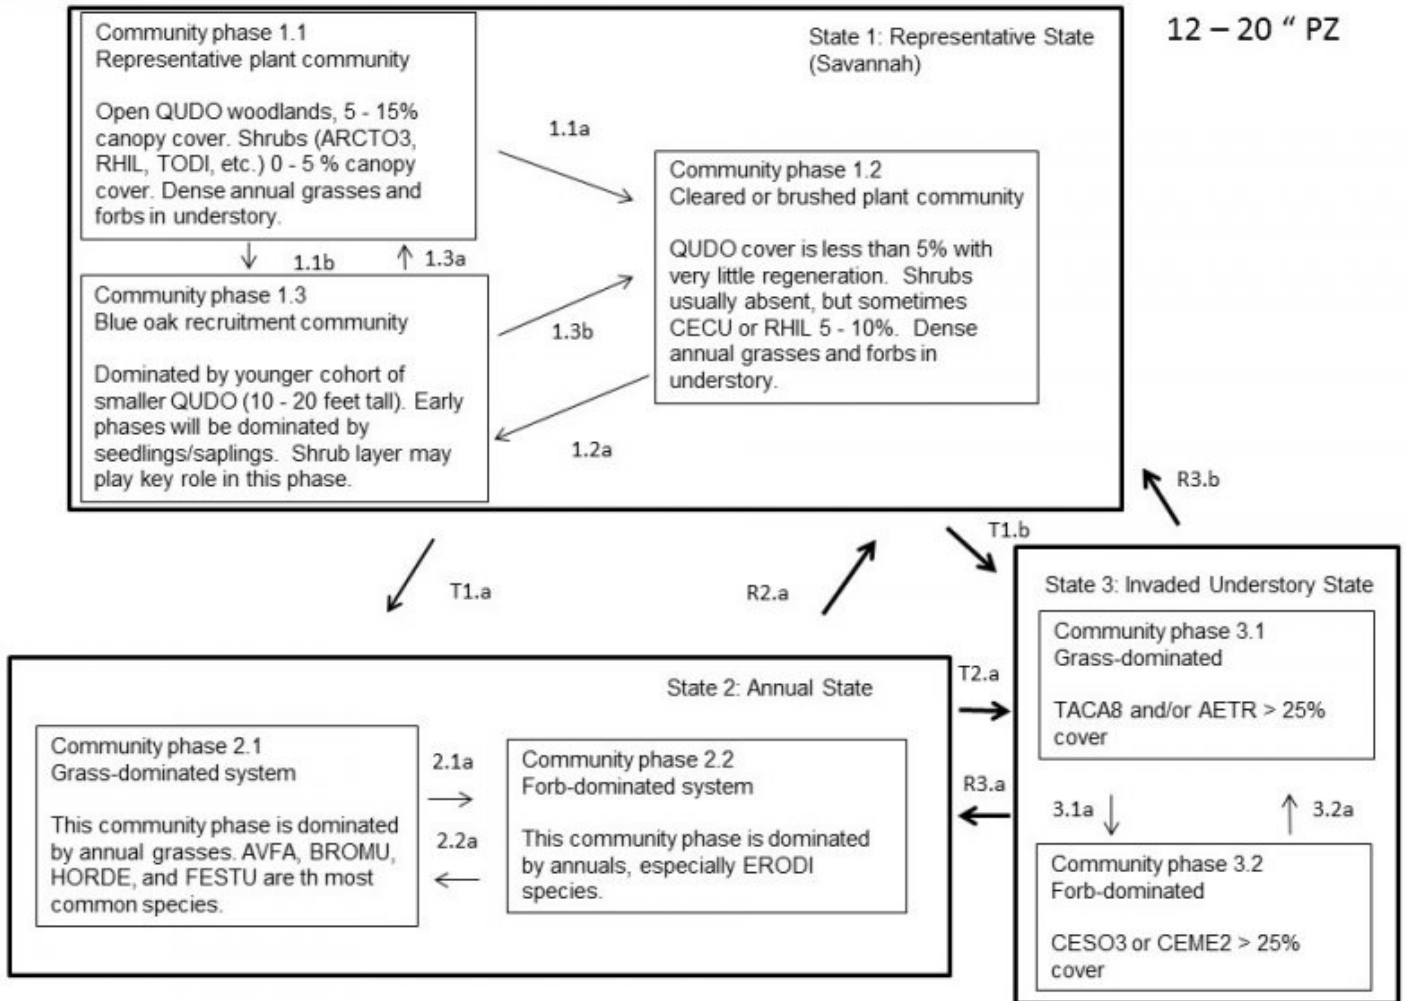 Community phase 1.1
Representative plant community
Open QUDO woodlands, 5 - 15%
canopy cover. Shrubs (ARCTO3,
RHIL, TODI, etc.) 0 - 5 % canopy
cover. Dense annual grasses and
forbs in understory.
State 1: Representative State
(Savannah)
12 – 20 “ PZ
1.1a
Community phase 1.2
Cleared or brushed plant community
QUDO cover is less than 5% with
very little regeneration. Shrubs
usually absent, but sometimes
CECU or RHIL 5 - 10%. Dense
annual grasses and forbs in
understory.
1.1b
1.3a
Community phase 1.3
Blue oak recruitment community
Dominated by younger cohort of
smaller QUDO (10 - 20 feet tall). Early
phases will be dominated by
seedlings/saplings. Shrub layer may
play key role in this phase.
1.3b
1.2a
R3.b
T1.b
T1.a
R2.a
State 3: Invaded Understory State
Community phase 3.1
Grass-dominated
TACA8 and/or AETR > 25%
cover
3.1a
3.2a
Community phase 3.2
Forb-dominated
CESO3 or CEME2 > 25%
cover
T2.a
R3.a
State 2: Annual State
Community phase 2.1
Grass-dominated system
This community phase is dominated
by annual grasses. AVFA, BROMU,
HORDE, and FESTU are th most
common species.
2.1a
2.2a
Community phase 2.2
Forb-dominated system
This community phase is dominated
by annuals, especially ERODI
species.